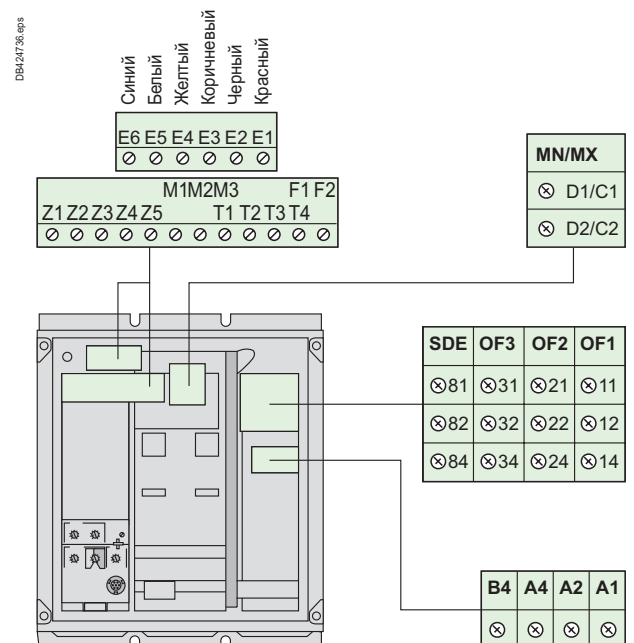 DB424736.eps
Синий
Белый
Желтый
Коричневый
Черный
Красный
E6 E5 E4 E3 E2 E1
M1M2M3 F1 F2
Z1 Z2 Z3 Z4 Z5 T1 T2 T3 T4
MN/MX
D1/C1
D2/C2
SDE OF3 OF2 OF1
81 31 21 11
82 32 22 12
84 34 24 14
B4 A4 A2 A1